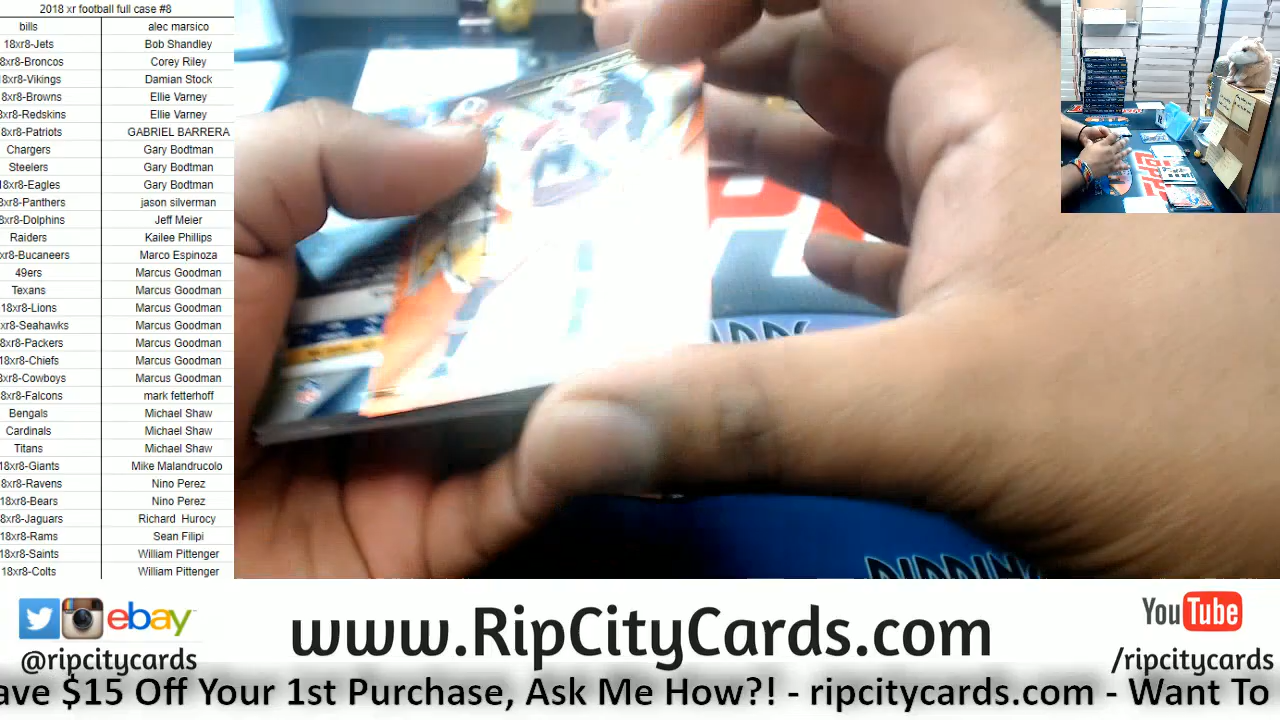 2018 xr football full case #8
bills alec marsico
18xr8-Jets Bob Shandley
8xr8-Broncos Corey Riley
8xr8-Vikings Damian Stock
8xr8-Browns Ellie Varney
8xr8-Redskins Ellie Varney
8xr8-Patriots GABRIEL BARRERA
Chargers Gary Bodtman
Steelers Gary Bodtman
18xr8-Eagles Gary Bodtman
8xr8-Panthers jason silverman
8xr8-Dolphins Jeff Meier
Raiders Kailee Phillips
xr8-Bucaneers Marco Espinoza
49ers Marcus Goodman
Texans Marcus Goodman
18xr8-Lions Marcus Goodman
xr8-Seahawks Marcus Goodman
8xr8-Packers Marcus Goodman
18xr8-Chiefs Marcus Goodman
8xr8-Cowboys Marcus Goodman
8xr8-Falcons mark fetterhoff
Bengals Michael Shaw
Cardinals Michael Shaw
Titans Michael Shaw
18xr8-Giants Mike Malandrucolo
8xr8-Ravens Nino Perez
18xr8-Bears Nino Perez
8xr8-Jaguars Richard Hurocy
18xr8-Rams Sean Filipi
18xr8-Saints William Pittenger
18xr8-Colts William Pittenger
ebay
@ripcitycards
www.RipCityCards.com
YouTube
/ripcitycards
ave $15 Off Your 1st Purchase, Ask Me How?! - ripcitycards.com - Want To